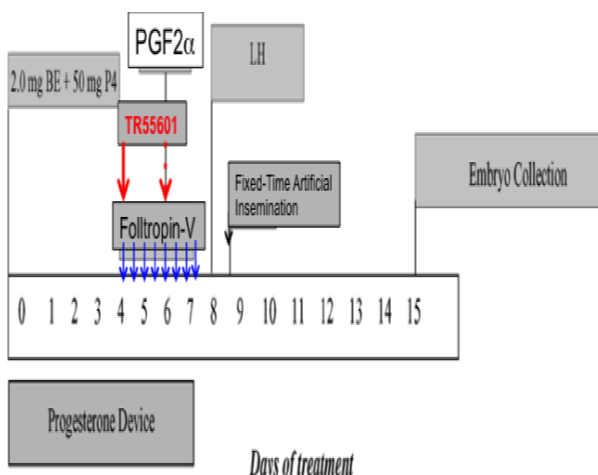 PGF2α
LH
2.0 mg BE + 50 mg P4
TR55601
Fixed-Time Artificial
Insemination
Embryo Collection
Folltropin-V
0 1 2 3 4 5 6 7 8 9 10 11 12 13 14 15
Progesterone Device
Days of treatment